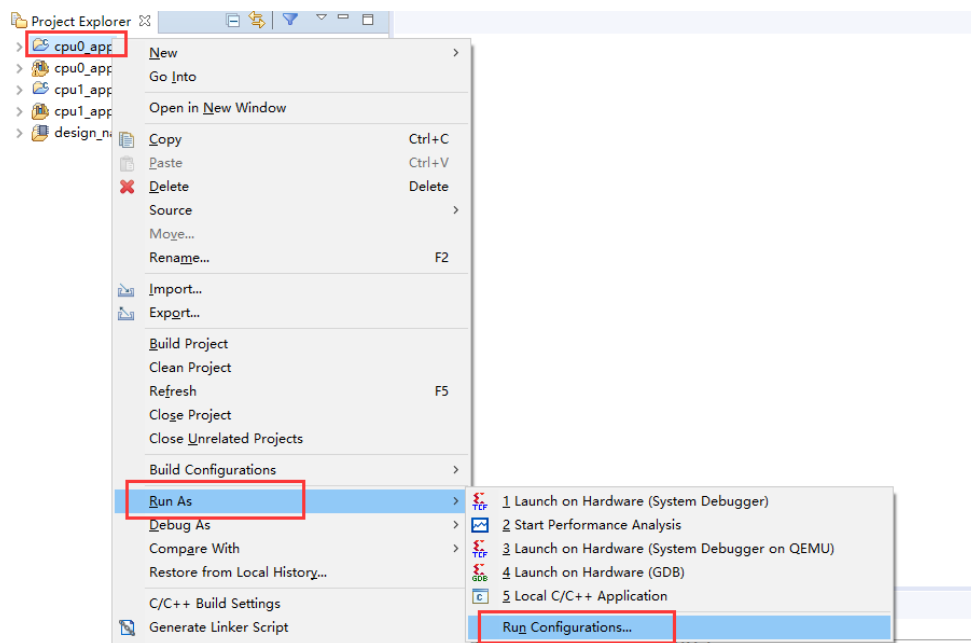 Project Explorer
cpu0_app
cpu0_app
cpu1_app
cpu1_app
design_na
New
Go Into
Open in New Window
Copy Ctrl+C
Paste Ctrl+V
Delete Delete
Source
Move...
Rename... F2
Import...
Export...
Build Project
Clean Project
Refresh F5
Close Project
Close Unrelated Projects
Build Configurations
Run As
Debug As
Compare With
Restore from Local History...
C/C++ Build Settings
Generate Linker Script
TCF 1 Launch on Hardware (System Debugger)
2 Start Performance Analysis
TCF 3 Launch on Hardware (System Debugger on QEMU)
GDB 4 Launch on Hardware (GDB)
c 5 Local C/C++ Application
Run Configurations...